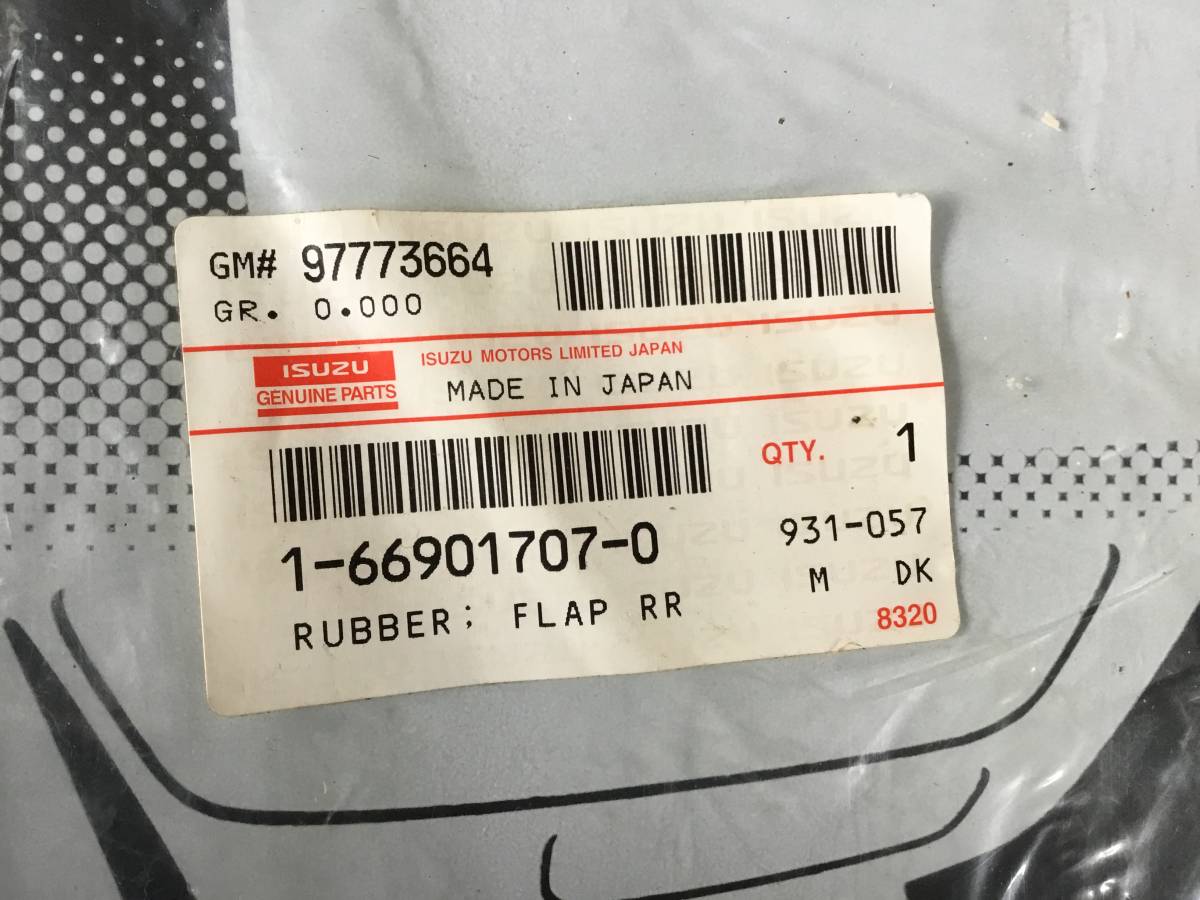 GM# 97773664
GR. 0.000
ISUZU
GENUINE PARTS
ISUZU MOTORS LIMITED JAPAN
MADE IN JAPAN
QTY. 1
1-66901707-0
931-057
RUBBER; FLAP RR
M DK
8320